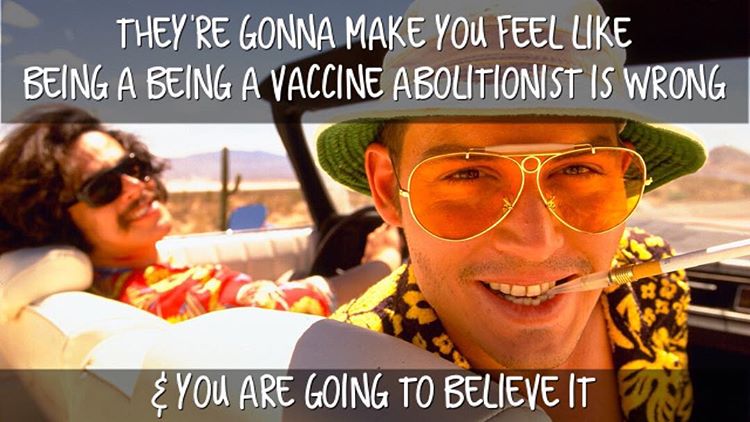 THEY'RE GONNA MAKE YOU FEEL LIKE
BEING A BEING A VACCINE ABOLITIONIST IS WRONG
& YOU ARE GOING TO BELIEVE IT